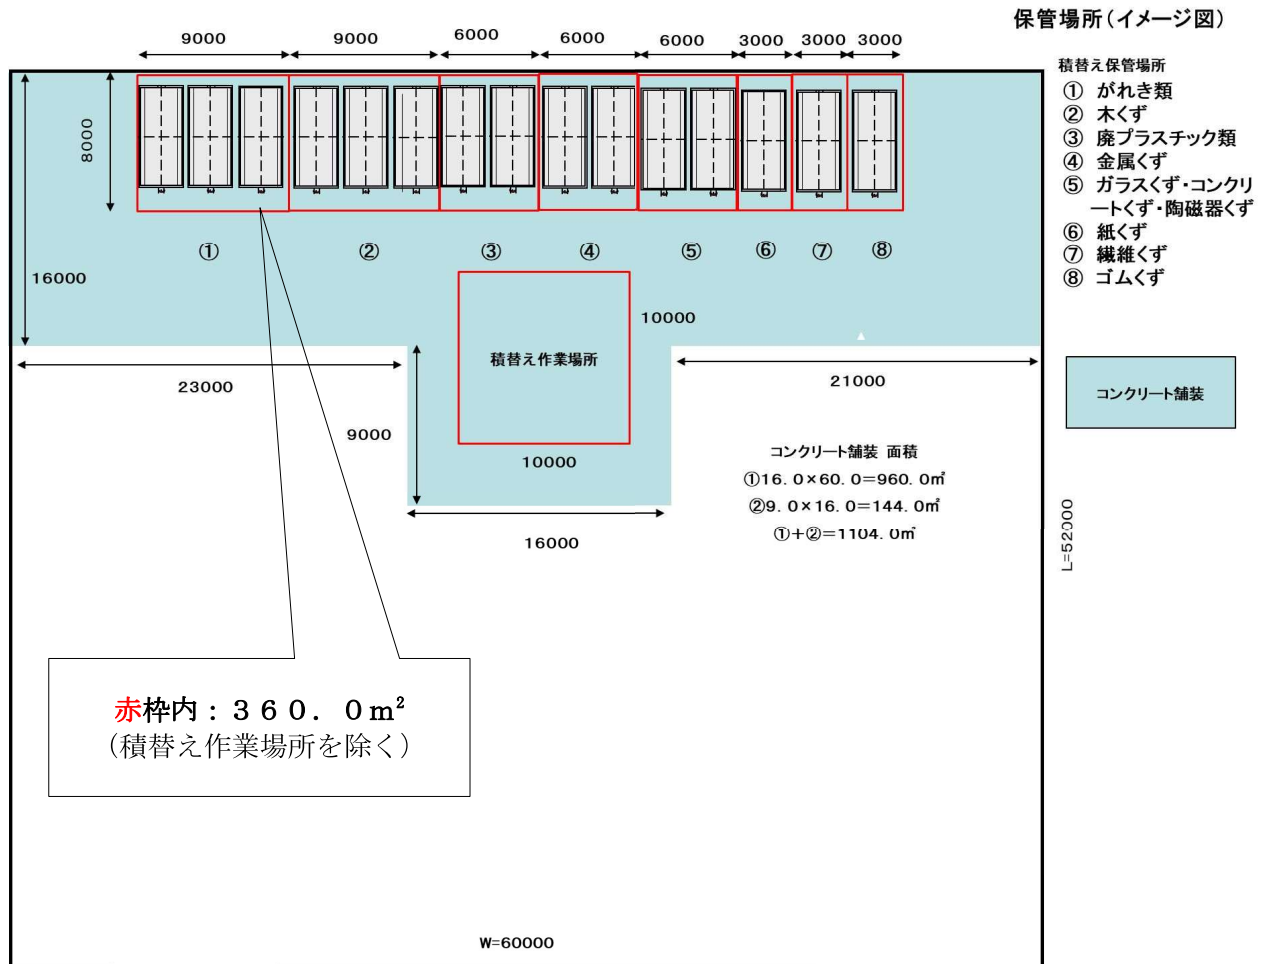 保管場所(イメージ図)
9000
9000
6000
6000
6000
3000
3000
3000
積替え保管場所
① がれき類
② 木くず
③ 廃プラスチック類
④ 金属くず
⑤ ガラスくず・コンクリ
ートくず・陶磁器くず
⑥ 紙くず
⑦ 繊維くず
⑧ ゴムくず
8000
①
②
③
④
⑤
⑥
⑦
⑧
16000
10000
積替え作業場所
23000
21000
コンクリート舗装
9000
10000
コンクリート舗装 面積
①16. 0×60. 0=960. 0㎡
②9. 0×16. 0=144. 0㎡
①+②=1104. 0㎡
16000
L=52000
赤枠内:360. 0m²
(積替え作業場所を除く)
W=60000